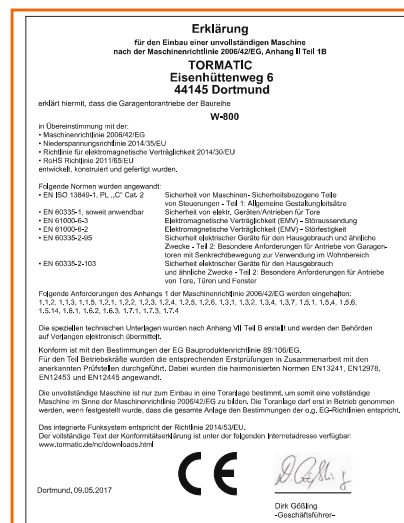 Erklärung
für den Einbau einer unvollständigen Maschine
nach der Maschinenrichtlinie 2006/42/EG, Anhang II Teil 1B
TORMATIC
Eisenhüttenweg 6
44145 Dortmund
erklärt hiermit, dass die Garagentorantriebe der Baureihe
W-800
in Übereinstimmung mit der:
• Maschinenrichtlinie 2006/42/EG
• Niederspannungsrichtlinie 2014/35/EU
• Richtlinie für elektromagnetische Verträglichkeit 2014/30/EU
• RoHS Richtlinie 2011/65/EU
entwickelt, konstruiert und gefertigt wurden.
Folgende Normen wurden angewandt:
• EN ISO 13849-1, PL „C" Cat. 2 Sicherheit von Maschinen- Sicherheitsbezogene Teile
von Steuerungen - Teil 1: Allgemeine Gestaltungleitsätze
• EN 60335-1, soweit anwendbar Sicherheit von elektr. Geräten/Antrieben für Tore
• EN 61000-6-3 Elektromagnetische Verträglichkeit (EMV) - Störaussendung
• EN 61000-6-2 Elektromagnetische Verträglichkeit (EMV) - Störfestigkeit
• EN 60335-2-95 Sicherheit elektrischer Geräte für den Hausgebrauch und ähnliche
Zwecke - Teil 2: Besondere Anforderungen für Antriebe von Garagen-
toren mit Senkrechtbewegung zur Verwendung im Wohnbereich
• EN 60335-2-103 Sicherheit elektrischer Geräte für den Hausgebrauch
und ähnliche Zwecke - Teil 2: Besondere Anforderungen für Antriebe
von Tore, Türen und Fenster
Folgende Anforderungen des Anhangs 1 der Maschinenrichtlinie 2006/42/EG werden eingehalten:
1.1.2, 1.1.3, 1.1.5, 1.2.1, 1.2.2, 1.2.3, 1.2.4, 1.2.5, 1.2.6, 1.3.1, 1.3.2, 1.3.4, 1.3.7, 1.5.1, 1.5.4, 1.5.6,
1.5.14, 1.6.1, 1.6.2, 1.6.3, 1.7.1, 1.7.3, 1.7.4
Die speziellen technischen Unterlagen wurden nach Anhang VII Teil B erstellt und werden den Behörden
auf Verlangen elektronisch übermittelt.
Konform ist mit den Bestimmungen der EG Bauproduktenrichtlinie 89/106/EG.
Für den Teil Betriebskräfte wurden die entsprechenden Erstprüfungen in Zusammenarbeit mit den
anerkannten Prüfstellen durchgeführt. Dabei wurden die harmonisierten Normen EN13241, EN12978,
EN12453 und EN12445 angewandt.
Die unvollständige Maschine ist nur zum Einbau in eine Toranlage bestimmt, um somit eine vollständige
Maschine im Sinne der Maschinenrichtlinie 2006/42/EG zu bilden. Die Toranlage darf erst in Betrieb genommen
werden, wenn festgestellt wurde, dass die gesamte Anlage den Bestimmungen der o.g. EG-Richtlinien entspricht.
Das integrierte Funksystem entspricht der Richtlinie 2014/53/EU.
Der vollständige Text der Konformitätserklärung ist unter der folgenden Internetadresse verfügbar:
www.tormatic.de/nc/downloads.html
CE
Dortmund, 09.05.2017
Dirk Gößling
-Geschäftsführer-